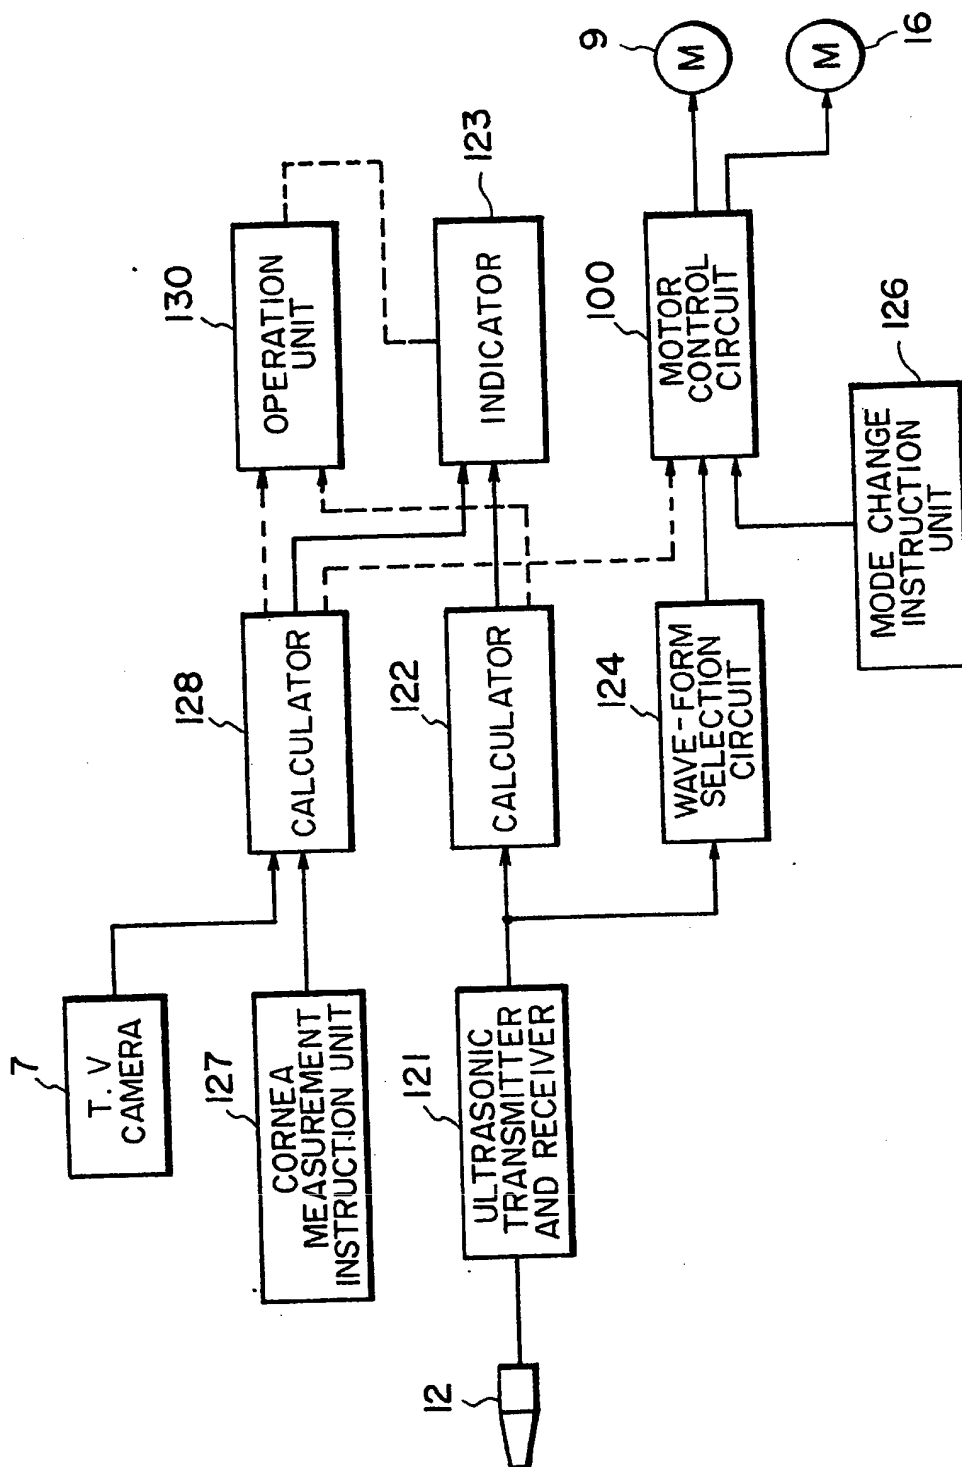 7
T. V
CAMERA
127
CORNEA
MEASUREMENT
INSTRUCTION UNIT
12
121
ULTRASONIC
TRANSMITTER
AND RECEIVER
128
CALCULATOR
122
CALCULATOR
124
WAVE-FORM
SELECTION
CIRCUIT
130
OPERATION
UNIT
123
INDICATOR
100
MOTOR
CONTROL
CIRCUIT
126
MODE CHANGE
INSTRUCTION
UNIT
9
M
16
M